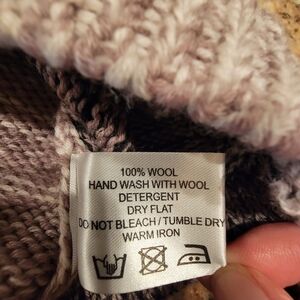 100% WOOL
HAND WASH WITH WOOL
DETERGENT
DRY FLAT
DO NOT BLEACH / TUMBLE DRY
WARM IRON